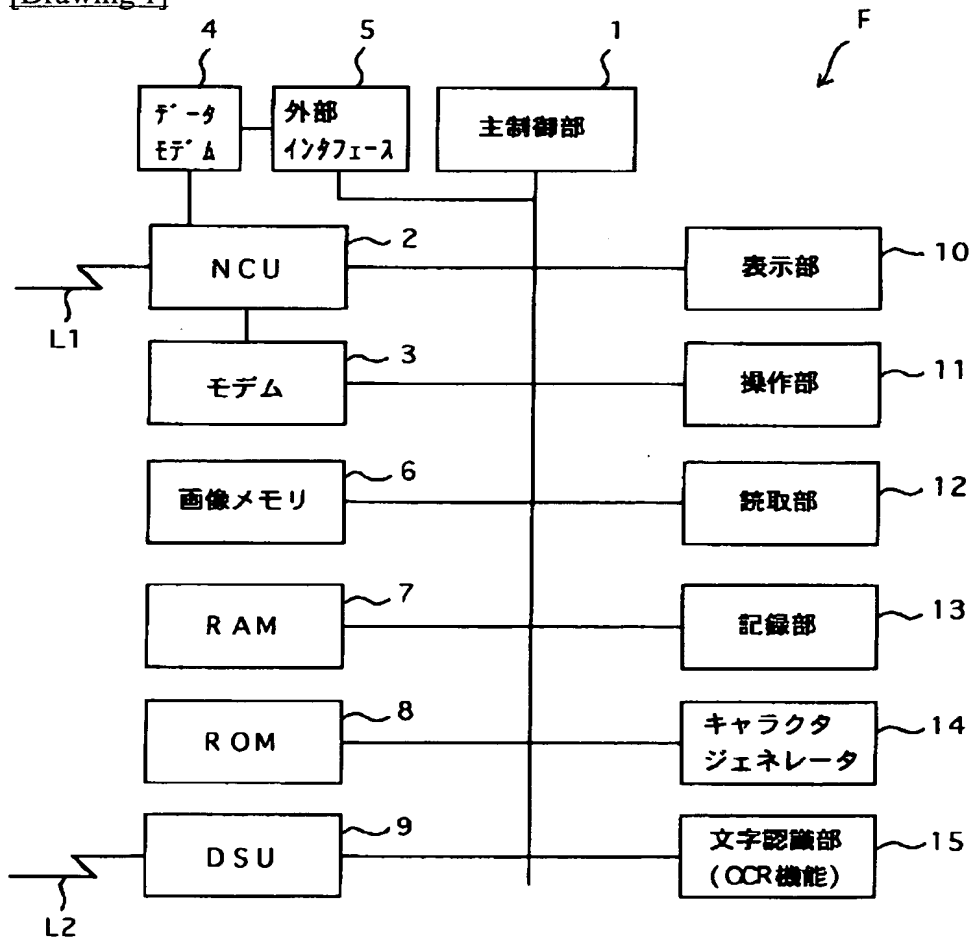 [Drawing 1]
F
4
5
1
データ
モデム
外部
インタフェース
主制御部
2
NCU
L1
10
表示部
3
モデム
11
操作部
6
画像メモリ
12
読取部
7
RAM
13
記録部
8
ROM
14
キャラクタ
ジェネレータ
9
DSU
L2
15
文字認識部
(OCR機能)